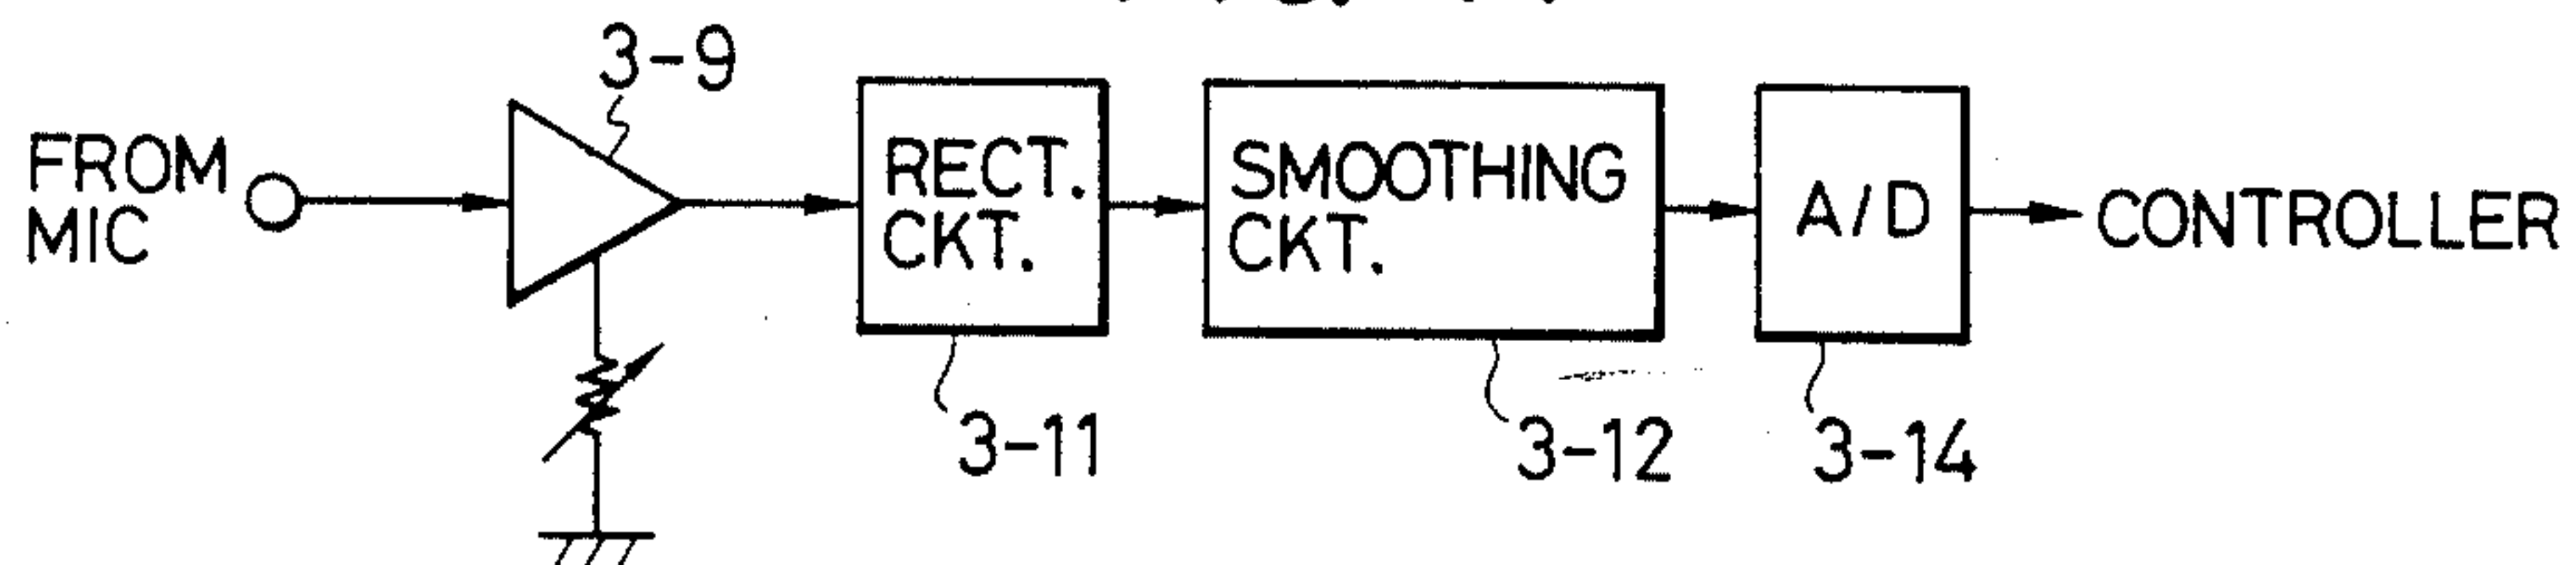 3-9
FROM
MIC
RECT.
CKT.
SMOOTHING
CKT.
A/D
CONTROLLER
3-11
3-12
3-14